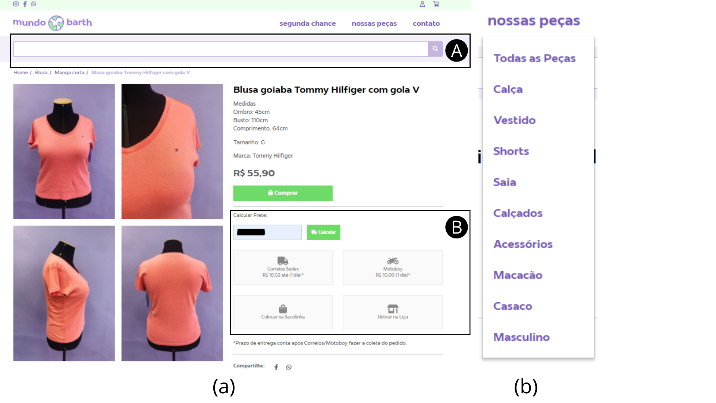 mundo barth
segunda chance
nossas peças
contato
A
Home / Blusa / Manga curta / Blusa goiaba Tommy Hilfiger com gola V
Blusa goiaba Tommy Hilfiger com gola V
Medidas
Ombro: 45cm
Busto: 110cm
Comprimento: 64cm
Tamanho: G
Marca: Tommy Hilfiger
R$ 55,90
Comprar
B
Calcular Frete:
Calcular
Correios Sedex
R$ 10,52 até (1 dia)*
Motoboy
R$ 10,00 (1 dia)*
Colocar na Sacolinha
Retirar na Loja
*Prazo de entrega conta após Correios/Motoboy fazer a coleta do pedido.
Compartilhe:
(a)
nossas peças
Todas as Peças
Calça
Vestido
Shorts
Saia
Calçados
Acessórios
Macacão
Casaco
Masculino
(b)